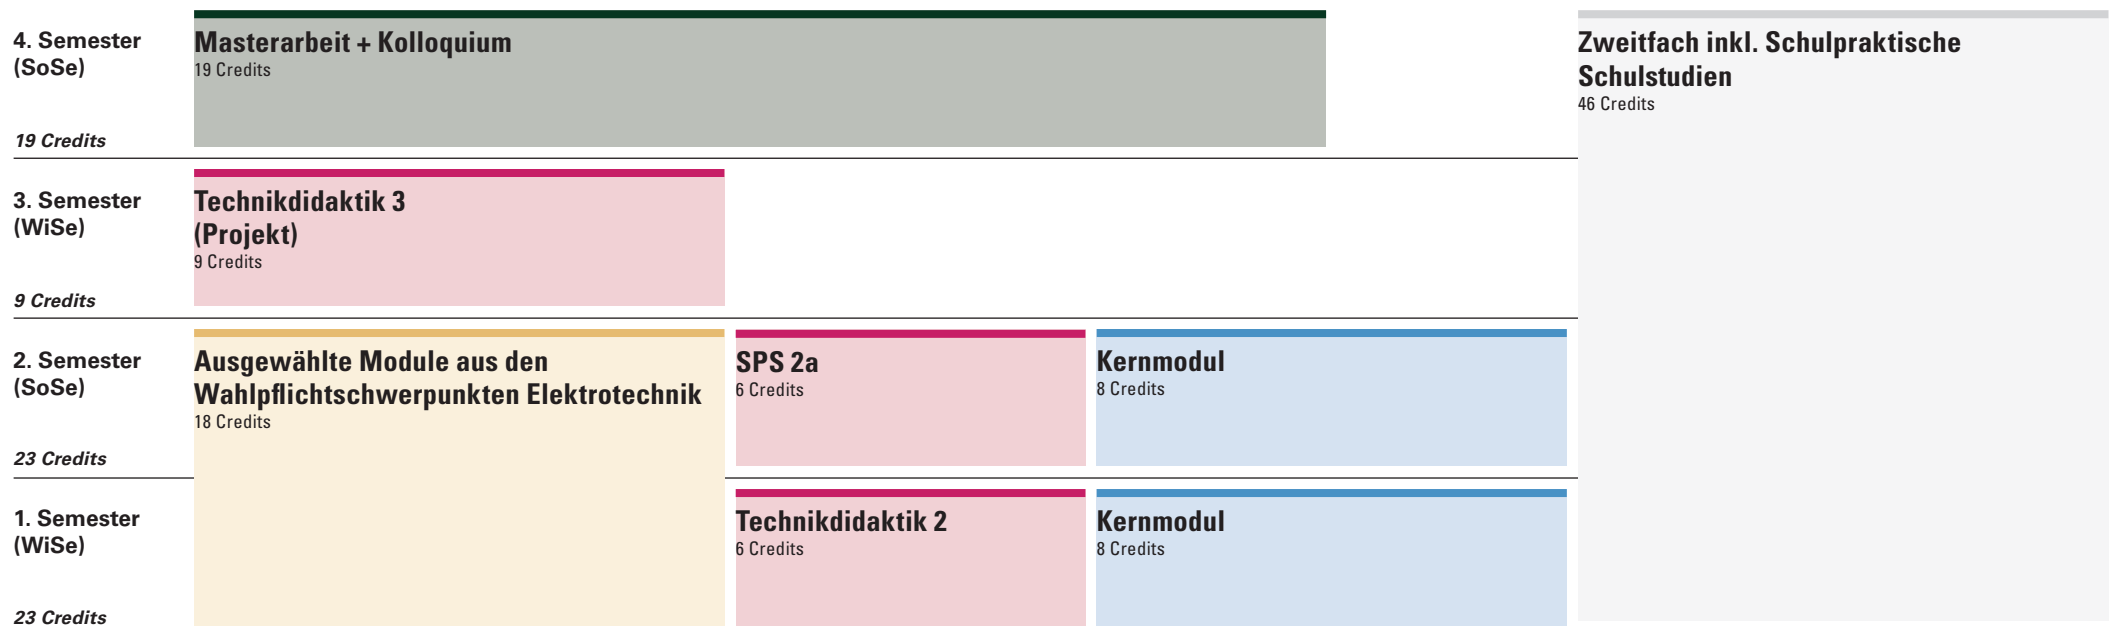 4. Semester
(SoSe)
19 Credits
Masterarbeit + Kolloquium
19 Credits
Zweitfach inkl. Schulpraktische
Schulstudien
46 Credits
3. Semester
(WiSe)
9 Credits
Technikdidaktik 3
(Projekt)
9 Credits
2. Semester
(SoSe)
23 Credits
Ausgewählte Module aus den
Wahlpflichtschwerpunkten Elektrotechnik
18 Credits
SPS 2a
6 Credits
Kernmodul
8 Credits
1. Semester
(WiSe)
23 Credits
Technikdidaktik 2
6 Credits
Kernmodul
8 Credits